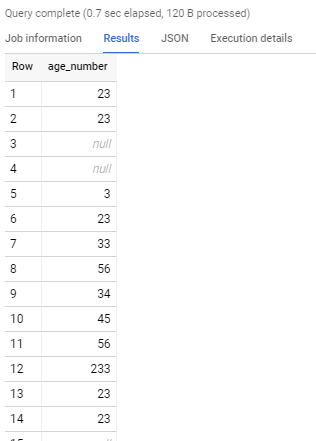 Query complete (0.7 sec elapsed, 120 B processed)
Job information Results JSON Execution details
Row age_number
1 23
2 23
3 null
4 null
5 3
6 23
7 33
8 56
9 34
10 45
11 56
12 233
13 23
14 23